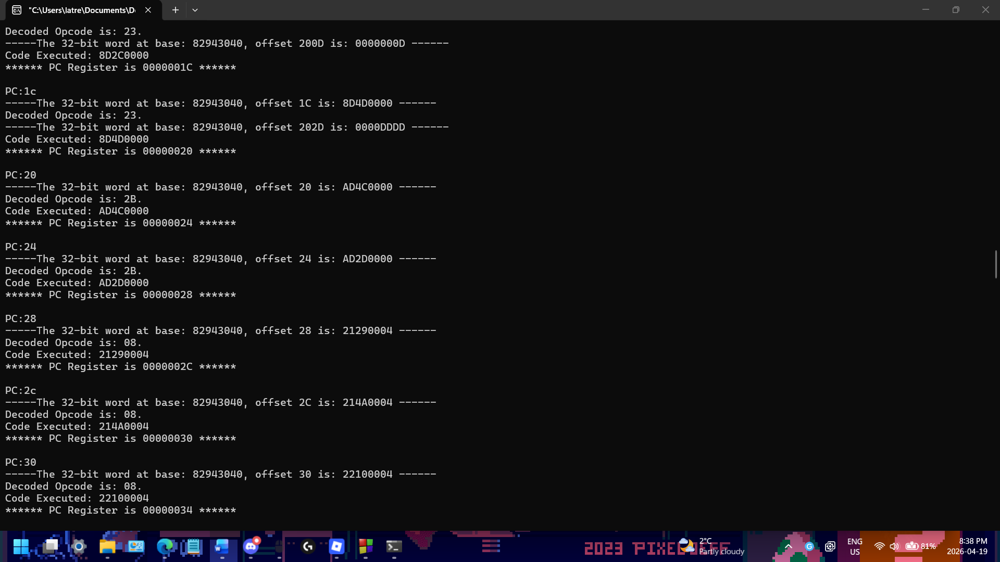 "C:\Users\latre\Documents\D
Decoded Opcode is: 23.
-----The 32-bit word at base: 82943040, offset 200D is: 0000000D ------
Code Executed: 8D2C0000
****** PC Register is 0000001C ******
PC:1c
-----The 32-bit word at base: 82943040, offset 1C is: 8D4D0000 ------
Decoded Opcode is: 23.
-----The 32-bit word at base: 82943040, offset 202D is: 0000DDDD ------
Code Executed: 8D4D0000
****** PC Register is 00000020 ******
PC:20
-----The 32-bit word at base: 82943040, offset 20 is: AD4C0000 ------
Decoded Opcode is: 2B.
Code Executed: AD4C0000
****** PC Register is 00000024 ******
PC:24
-----The 32-bit word at base: 82943040, offset 24 is: AD2D0000 ------
Decoded Opcode is: 2B.
Code Executed: AD2D0000
****** PC Register is 00000028 ******
PC:28
-----The 32-bit word at base: 82943040, offset 28 is: 21290004 ------
Decoded Opcode is: 08.
Code Executed: 21290004
****** PC Register is 0000002C ******
PC:2c
-----The 32-bit word at base: 82943040, offset 2C is: 214A0004 ------
Decoded Opcode is: 08.
Code Executed: 214A0004
****** PC Register is 00000030 ******
PC:30
-----The 32-bit word at base: 82943040, offset 30 is: 22100004 ------
Decoded Opcode is: 08.
Code Executed: 22100004
****** PC Register is 00000034 ******
2023
2°C
Partly cloudy
ENG
US
81%
8:38 PM
2026-04-19